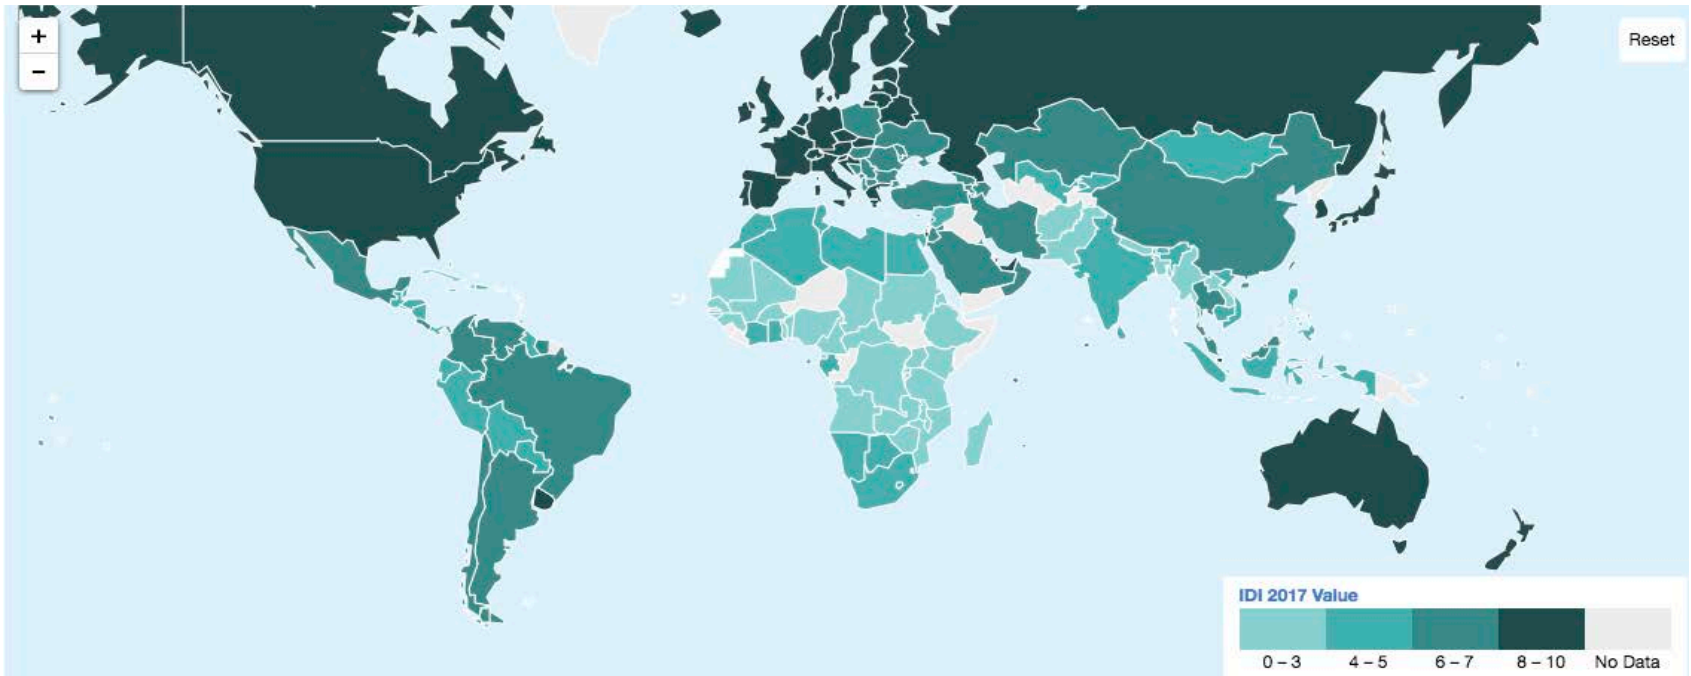 +
−
Reset
IDI 2017 Value
0 – 3 4 – 5 6 – 7 8 – 10 No Data